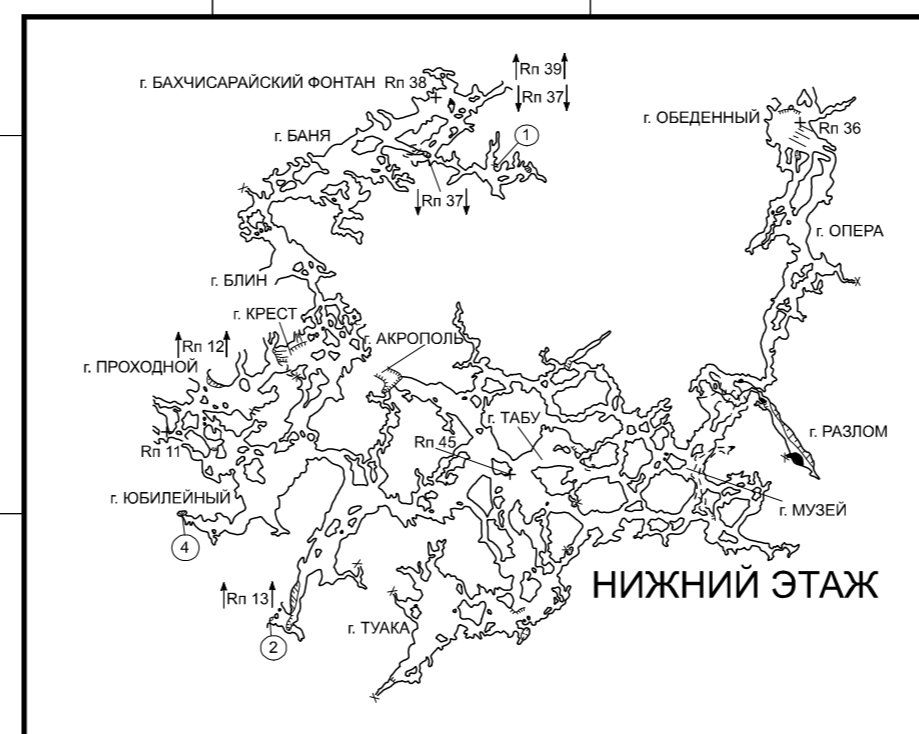 г. БАХЧИСАРАЙСКИЙ ФОНТАН Rп 38
Rп 39
Rп 37
г. БАНЯ
1
Rп 37
г. ОБЕДЕННЫЙ
Rп 36
г. ОПЕРА
г. БЛИН
г. КРЕСТ
Rп 12
г. АКРОПОЛЬ
г. ПРОХОДНОЙ
г. ТАБУ
Rп 45
г. РАЗЛОМ
Rп 11
г. ЮБИЛЕЙНЫЙ
г. МУЗЕЙ
4
НИЖНИЙ ЭТАЖ
Rп 13
г. ТУАКА
2